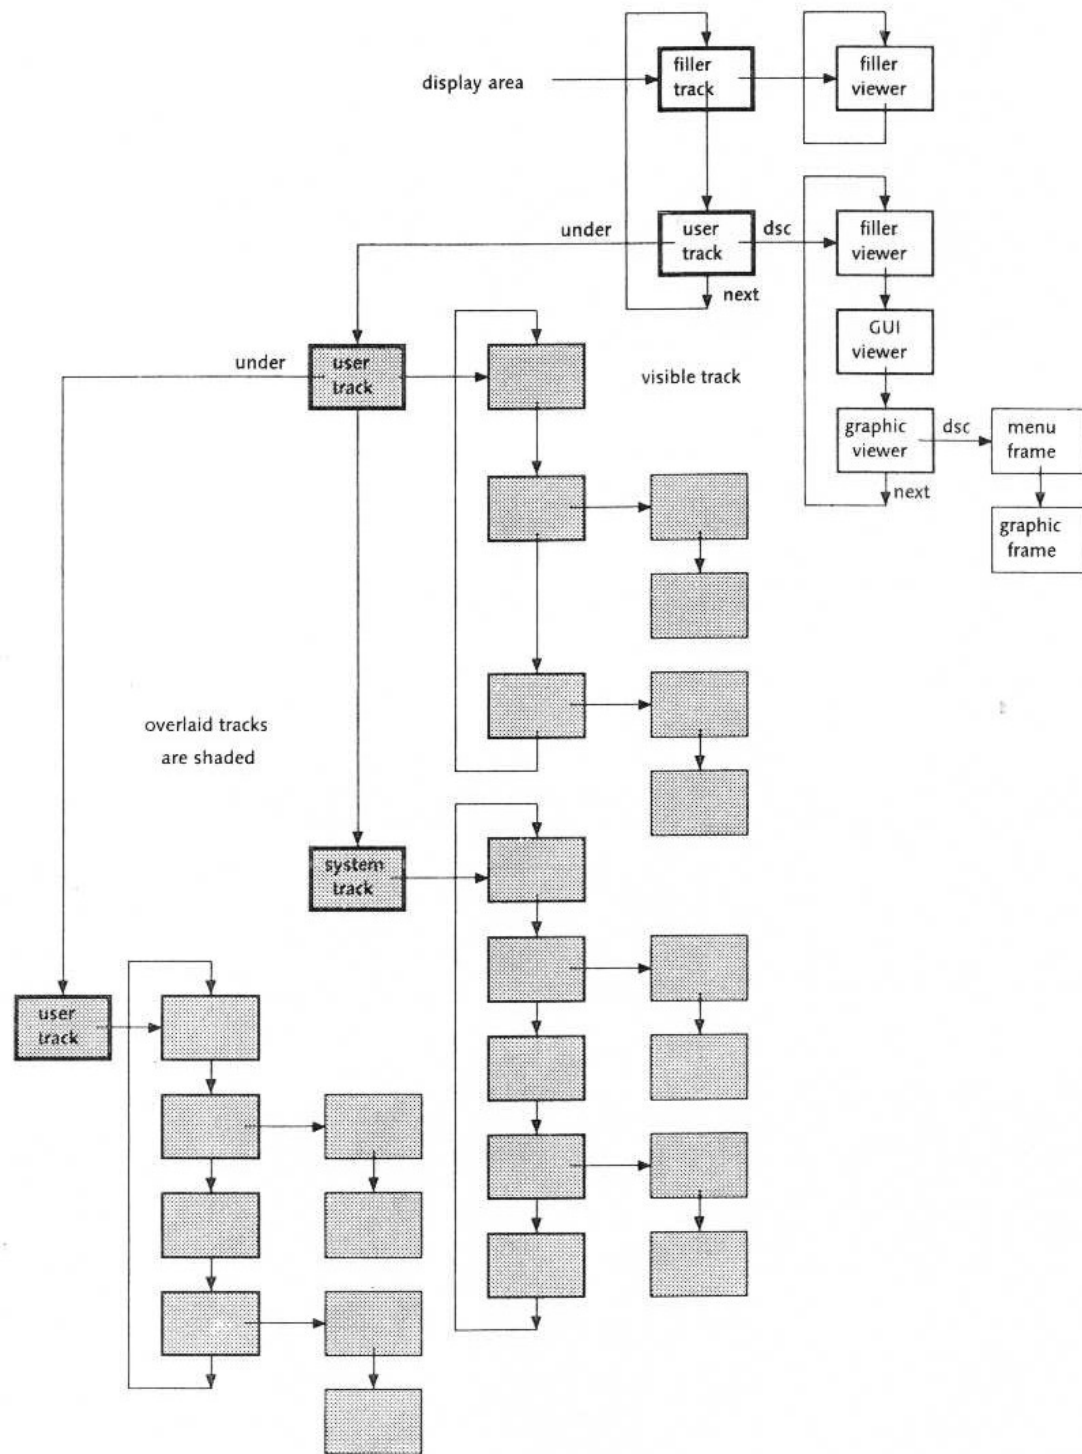 filler
track
filler
viewer
display area
under
user
track
dsc
filler
viewer
next
GUI
viewer
under
user
track
visible track
graphic
viewer
dsc
menu
frame
next
graphic
frame
overlaid tracks
are shaded
system
track
user
track